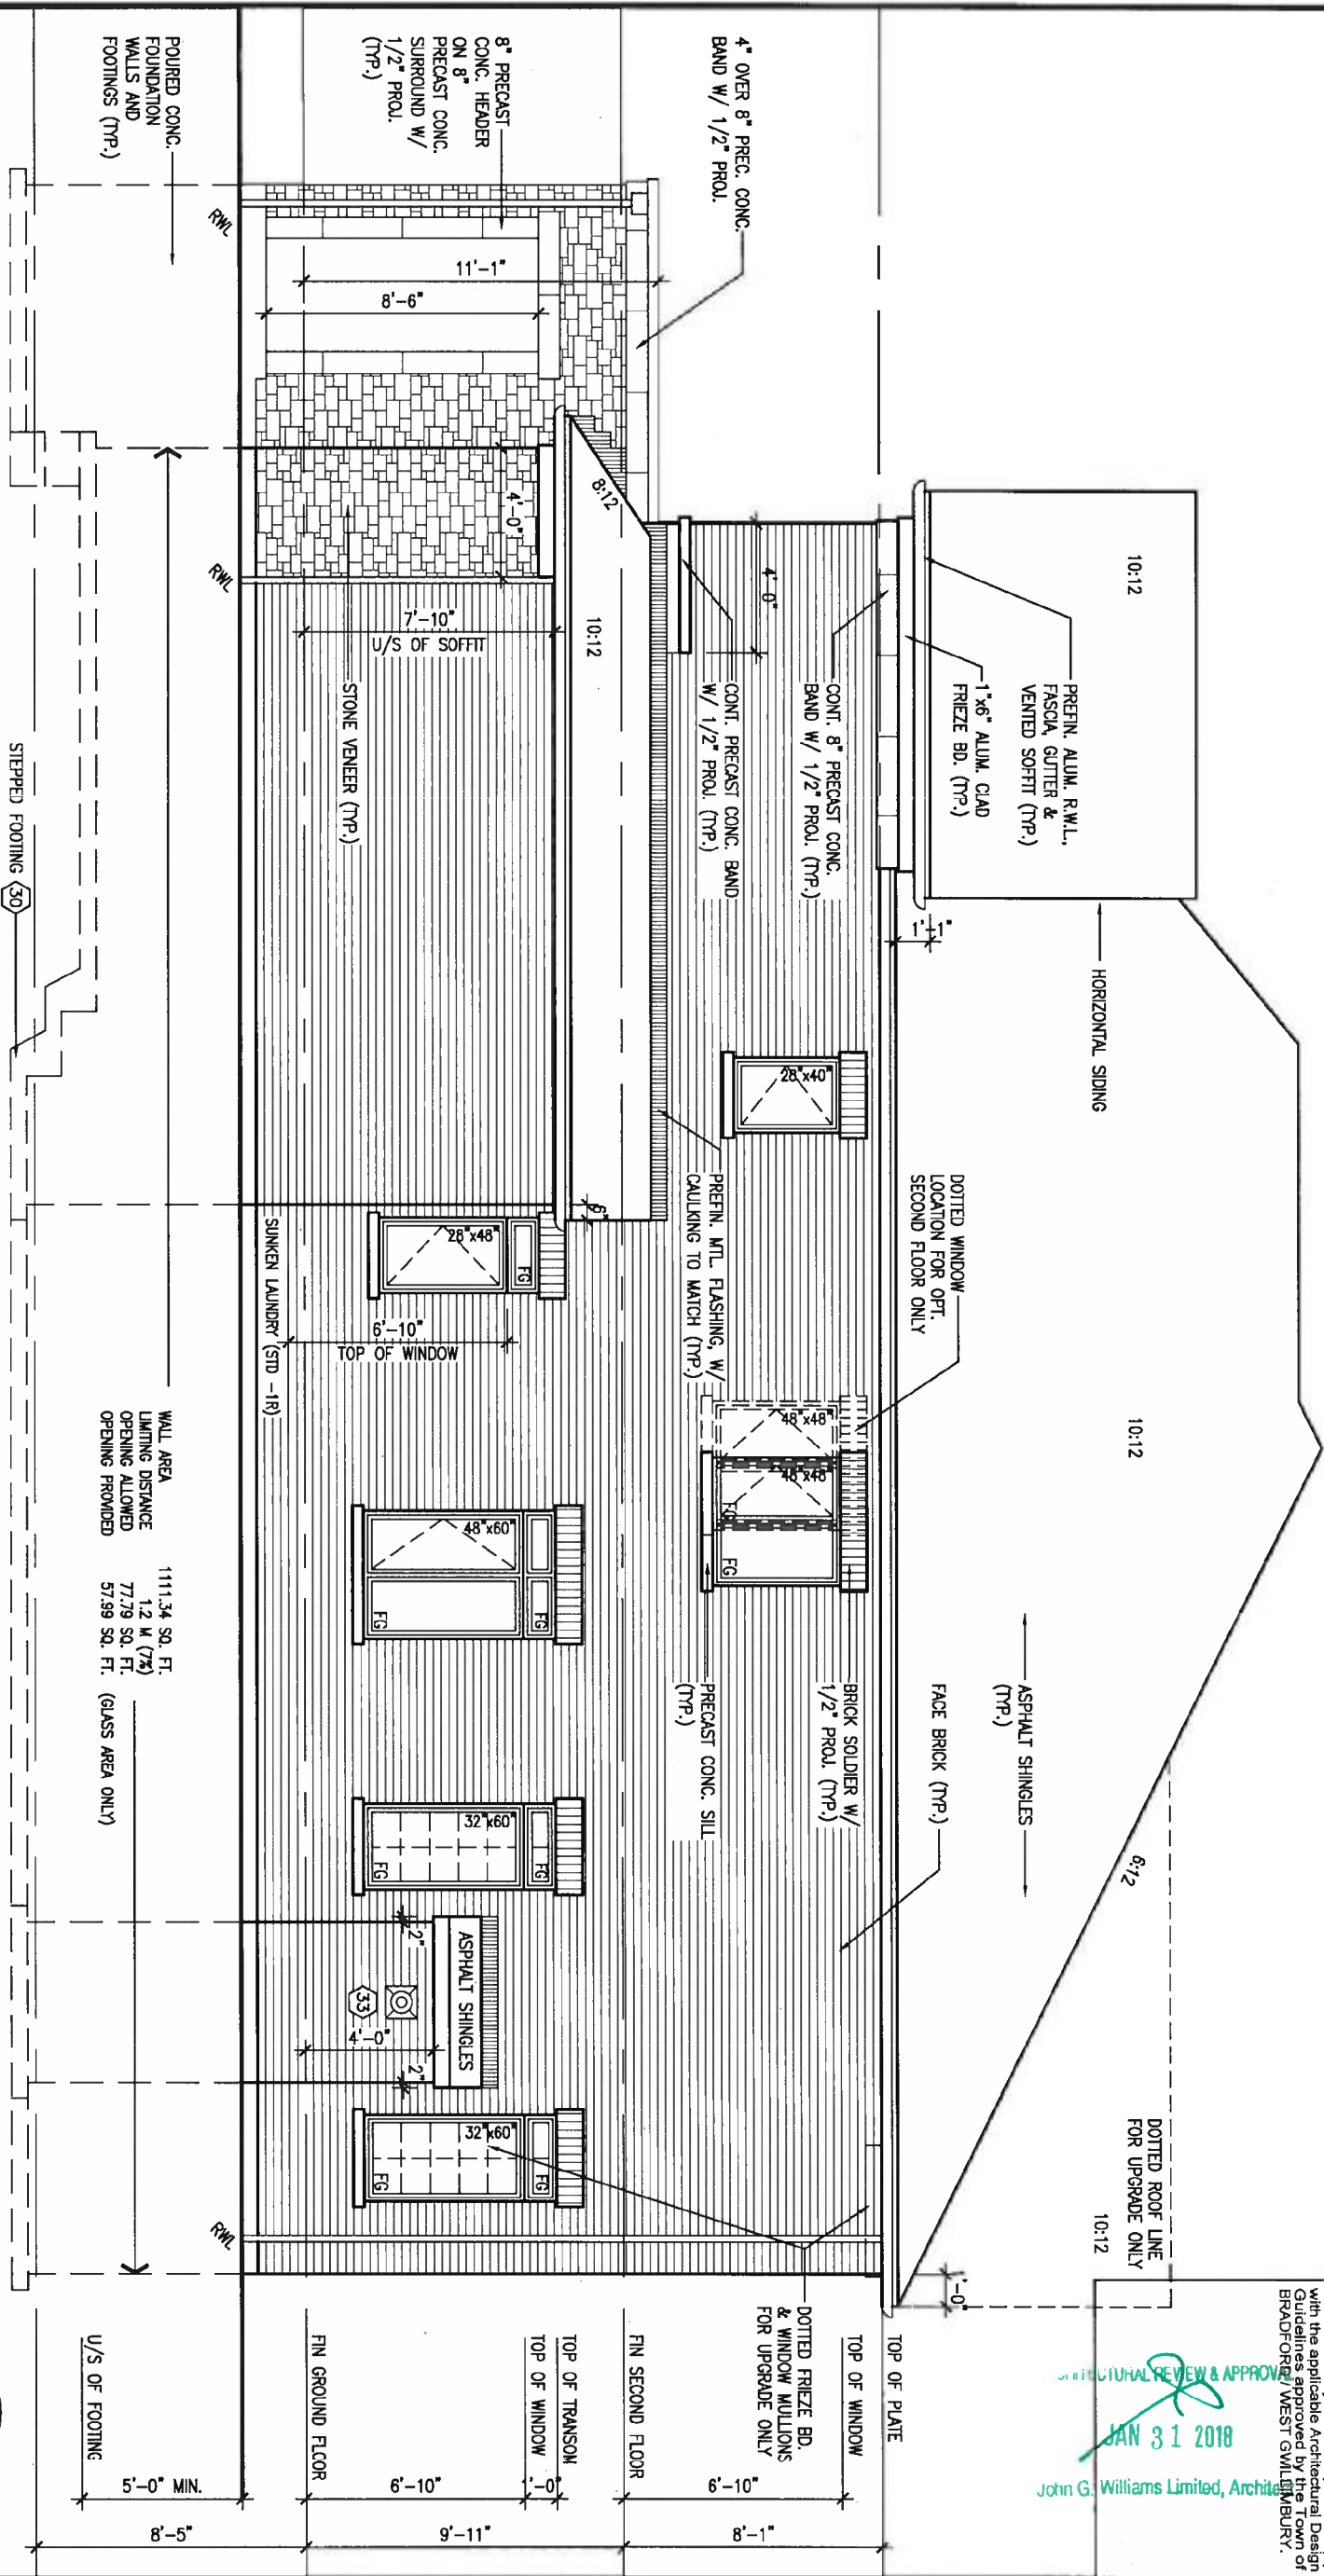 with the applicable Architectural Design
Guidelines approved by the Town of
BRADFORD/WEST GWILLIMBURY.
REVIEW & APPROVAL
JAN 31 2018
John G. Williams Limited, Architect
10:12
PREFIN. ALUM. R.W.L.,
FASCIA, GUTTER &
VENTED SOFFIT (TYP.)
1"x6" ALUM. CLAD
FRIEZE BD. (TYP.)
1'-1"
HORIZONTAL SIDING
10:12
ASPHALT SHINGLES
(TYP.)
6:12
DOTTED ROOF LINE
FOR UPGRADE ONLY
10:12
4" OVER 8" PREC. CONC.
BAND W/ 1/2" PROJ.
4'-0"
CONT. 8" PRECAST CONC.
BAND W/ 1/2" PROJ. (TYP.)
CONT. PRECAST CONC. BAND
W/ 1/2" PROJ. (TYP.)
28"x40"
PREFIN. MTL. FLASHING, W/
CAULKING TO MATCH (TYP.)
DOTTED WINDOW
LOCATION FOR OPT.
SECOND FLOOR ONLY
48"x48"
48"x48"
FG
FG
BRICK SOLDIER W/
1/2" PROJ. (TYP.)
PRECAST CONC. SILL
(TYP.)
FACE BRICK (TYP.)
DOTTED FRIEZE BD.
& WINDOW MULLIONS
FOR UPGRADE ONLY
TOP OF PLATE
TOP OF WINDOW
FIN SECOND FLOOR
TOP OF TRANSOM
TOP OF WINDOW
FIN GROUND FLOOR
U/S OF FOOTING
6'-10"
8'-1"
6'-10"
9'-11"
5'-0" MIN.
8'-5"
8" PRECAST
CONC. HEADER
ON 8"
PRECAST CONC.
SURROUND W/
1/2" PROJ.
(TYP.)
11'-1"
8'-6"
8:12
10:12
4'-0"
7'-10"
U/S OF SOFFIT
STONE VENEER (TYP.)
6"
28"x48"
FG
6'-10"
TOP OF WINDOW
SUNKEN LAUNDRY (STD -1R)
48"x60"
FG
FG
32"x60"
FG
FG
ASPHALT SHINGLES
2"
2"
33
4'-0"
32"x60"
FG
FG
RWL
RWL
RWL
POURED CONC.
FOUNDATION
WALLS AND
FOOTINGS (TYP.)
STEPPED FOOTING 30
WALL AREA 1111.34 SQ. FT.
LIMITING DISTANCE 1.2 M (7%)
OPENING ALLOWED 77.79 SQ. FT.
OPENING PROVIDED 57.99 SQ. FT. (GLASS AREA ONLY)